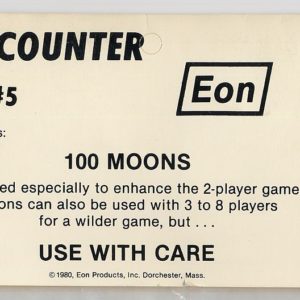 COUNTER
#5
Eon
s:
100 MOONS
ed especially to enhance the 2-player game
ons can also be used with 3 to 8 players
for a wilder game, but . . .
USE WITH CARE
©1980, Eon Products, Inc. Dorchester, Mass.